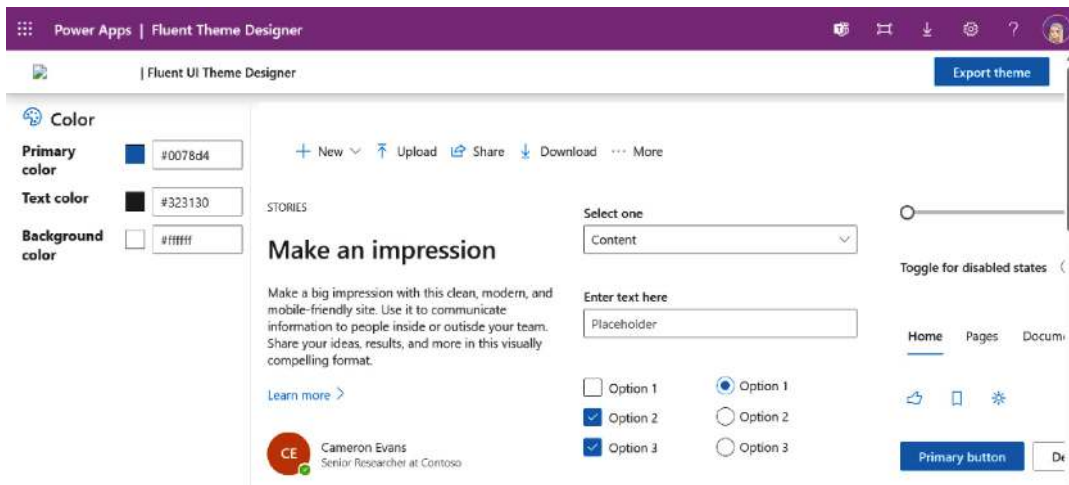 Power Apps | Fluent Theme Designer
?
| Fluent UI Theme Designer
Export theme
Color
Primary color
#0078d4
Text color
#323130
Background color
#ffffff
New
Upload
Share
Download
More
STORIES
Make an impression
Make a big impression with this clean, modern, and
mobile-friendly site. Use it to communicate
information to people inside or outisde your team.
Share your ideas, results, and more in this visually
compelling format.
Learn more
CE
Cameron Evans
Senior Researcher at Contoso
Select one
Content
Enter text here
Placeholder
Option 1
Option 2
Option 3
Option 1
Option 2
Option 3
Toggle for disabled states
Home
Pages
Docum
Primary button
De